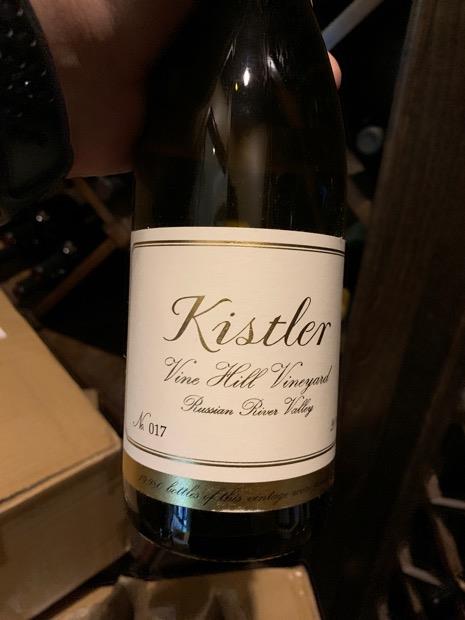 Kistler
Vine Hill Vineyard
Russian River Valley
No. 017
bottles of this vintage were